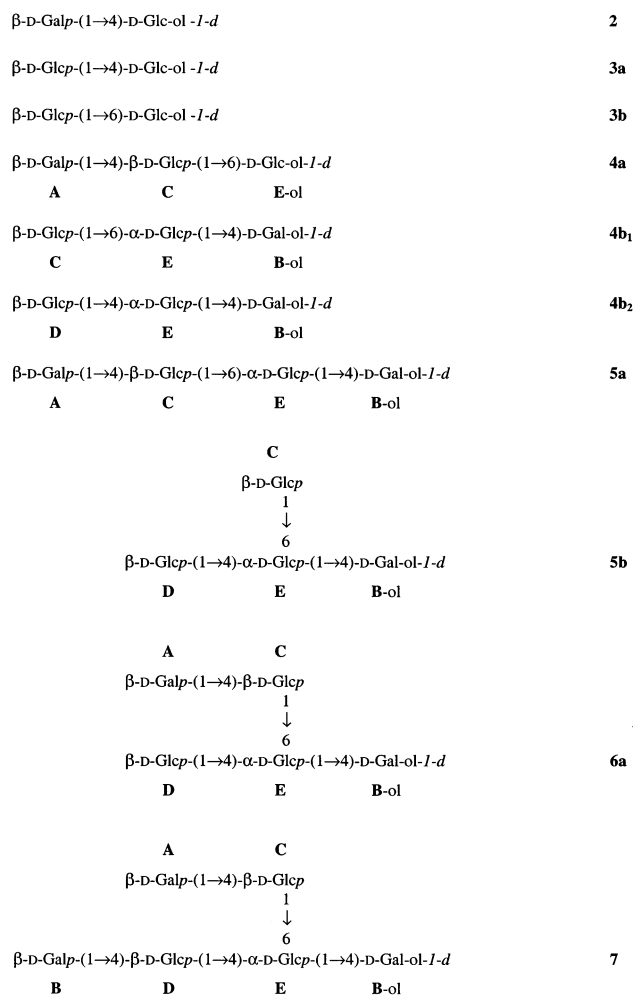 β-D-Galp-(1→4)-D-Glc-ol -1-d 2
β-D-Glcp-(1→4)-D-Glc-ol -1-d 3a
β-D-Glcp-(1→6)-D-Glc-ol -1-d 3b
β-D-Galp-(1→4)-β-D-Glcp-(1→6)-D-Glc-ol-1-d 4a
A C E-ol
β-D-Glcp-(1→6)-α-D-Glcp-(1→4)-D-Gal-ol-1-d 4b₁
C E B-ol
β-D-Glcp-(1→4)-α-D-Glcp-(1→4)-D-Gal-ol-1-d 4b₂
D E B-ol
β-D-Galp-(1→4)-β-D-Glcp-(1→6)-α-D-Glcp-(1→4)-D-Gal-ol-1-d 5a
A C E B-ol
C
β-D-Glcp
1
↓
6
β-D-Glcp-(1→4)-α-D-Glcp-(1→4)-D-Gal-ol-1-d 5b
D E B-ol
A C
β-D-Galp-(1→4)-β-D-Glcp
1
↓
6
β-D-Glcp-(1→4)-α-D-Glcp-(1→4)-D-Gal-ol-1-d 6a
D E B-ol
A C
β-D-Galp-(1→4)-β-D-Glcp
1
↓
6
β-D-Galp-(1→4)-β-D-Glcp-(1→4)-α-D-Glcp-(1→4)-D-Gal-ol-1-d 7
B D E B-ol